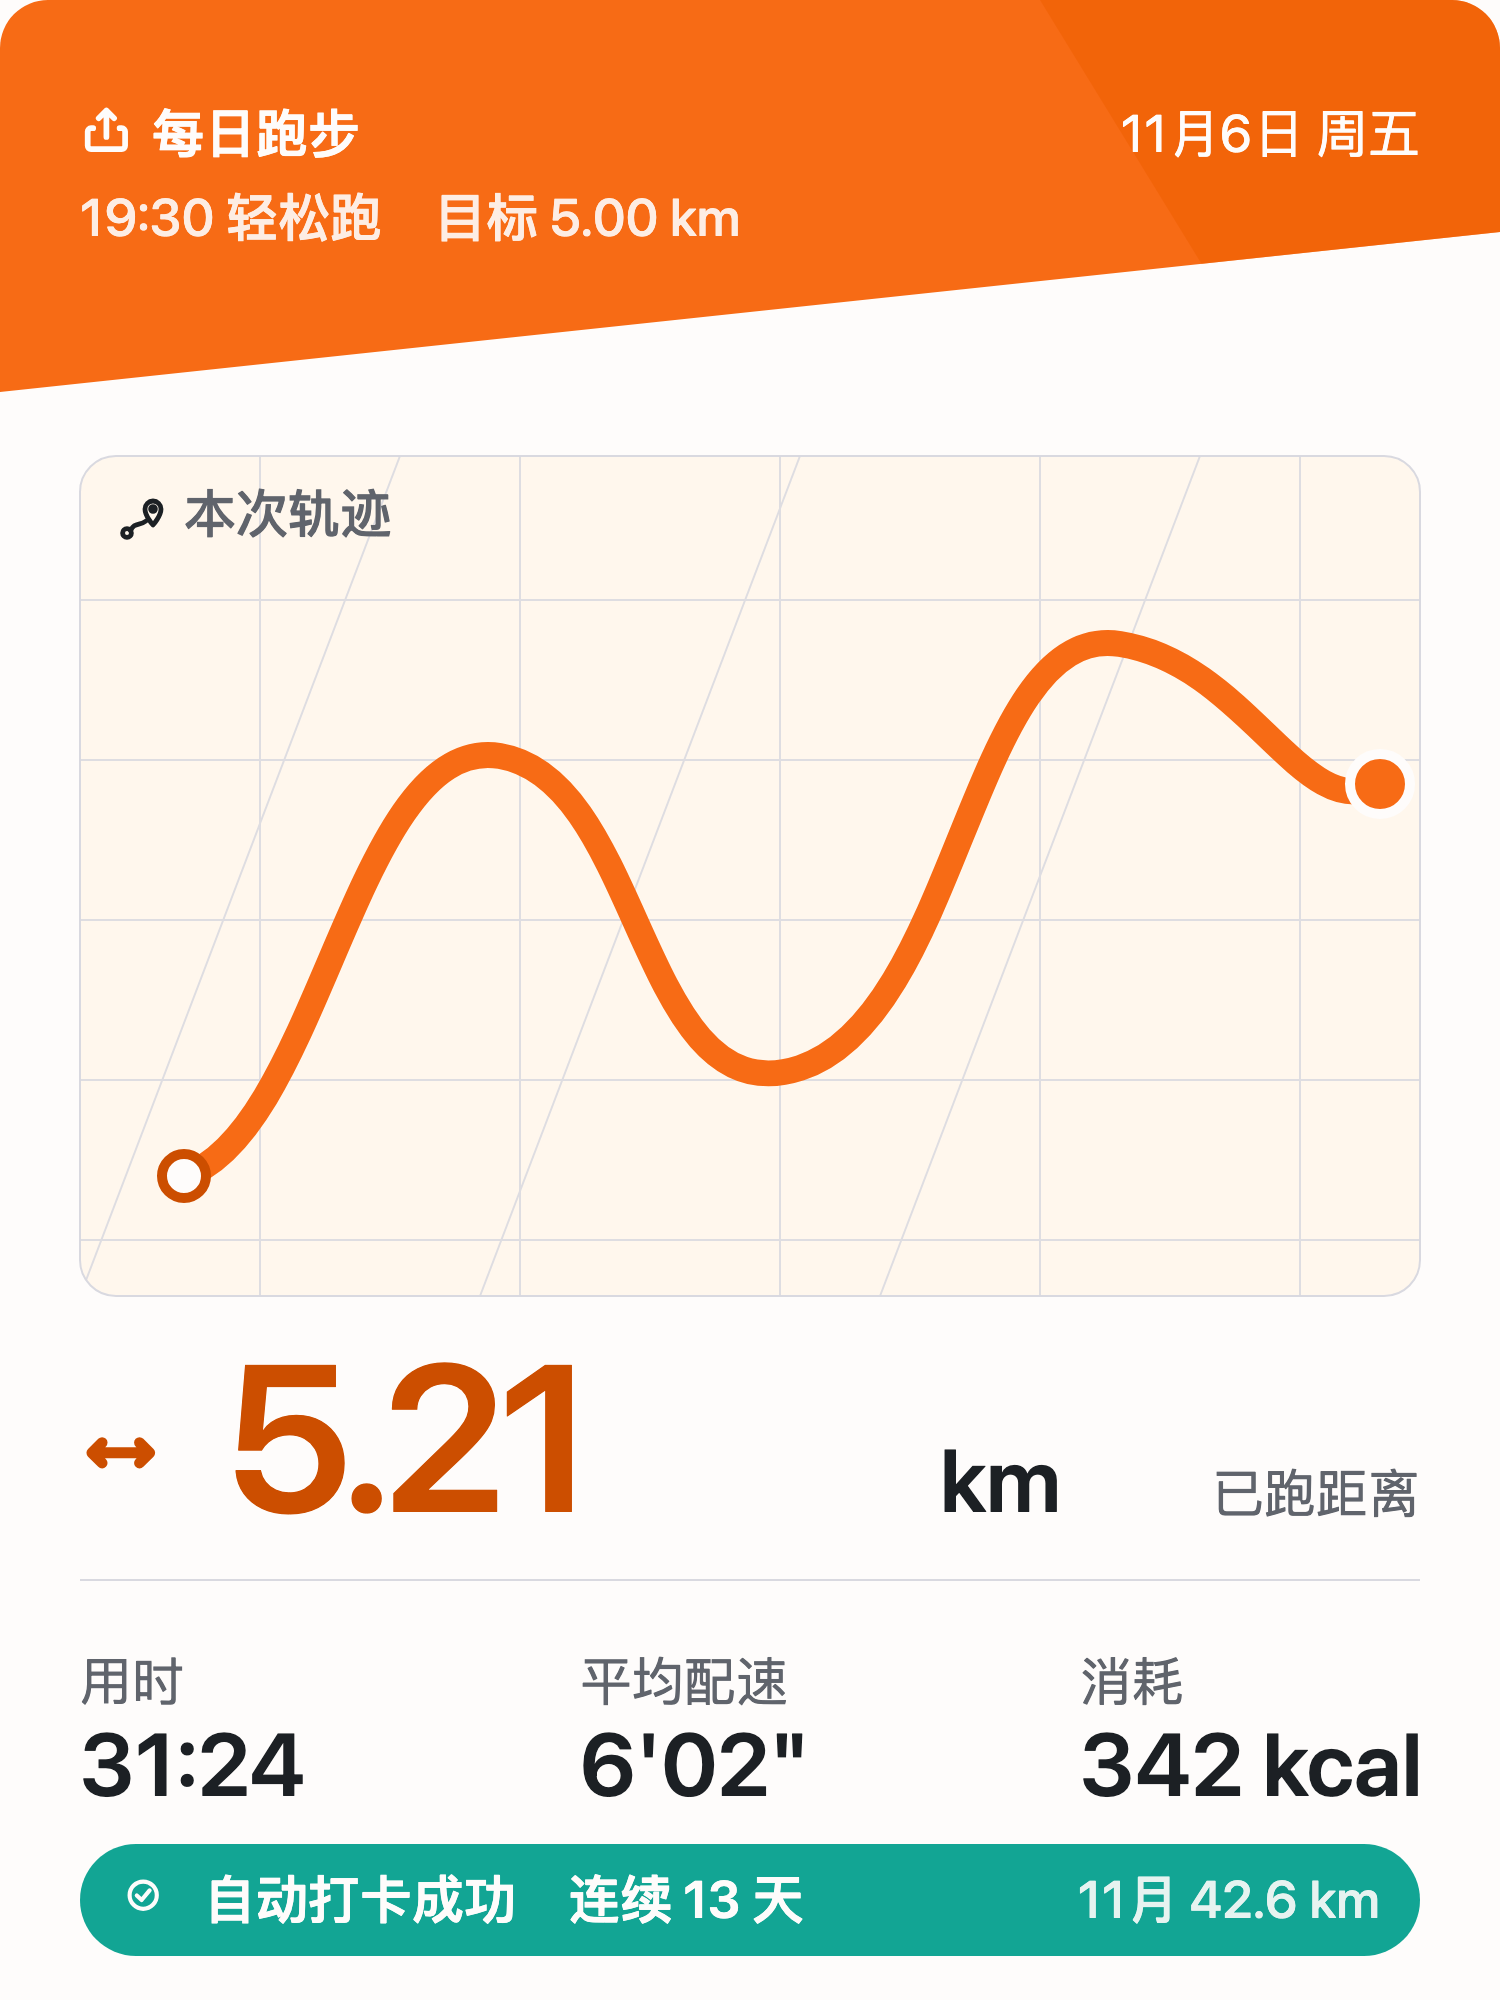 每日跑步
11月6日 周五
19:30 轻松跑 目标 5.00 km
本次轨迹
5.21 km 已跑距离
用时 平均配速 消耗
31:24 6'02" 342 kcal
自动打卡成功 连续 13 天 11月 42.6 km